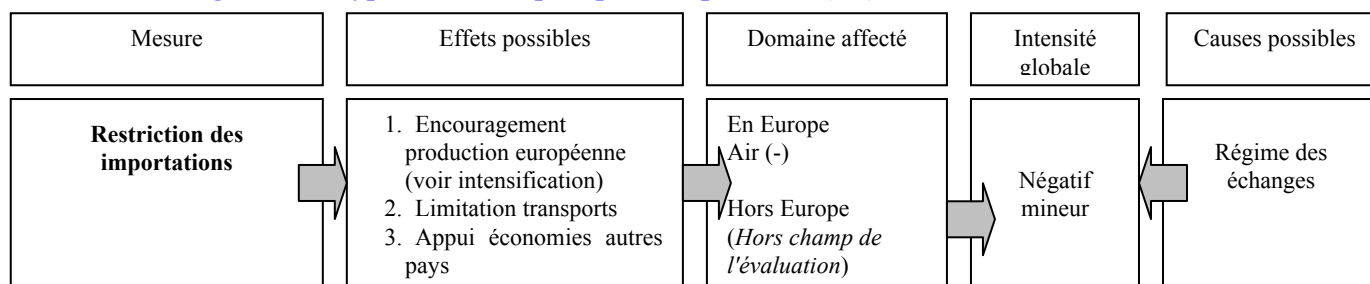 Mesure
Effets possibles
Domaine affecté
Intensité
globale
Causes possibles
Restriction des
importations
1. Encouragement
production européenne
(voir intensification)
2. Limitation transports
3. Appui économies autres
pays
En Europe
Air (-)
Hors Europe
(Hors champ de
l'évaluation)
Négatif
mineur
Régime des
échanges